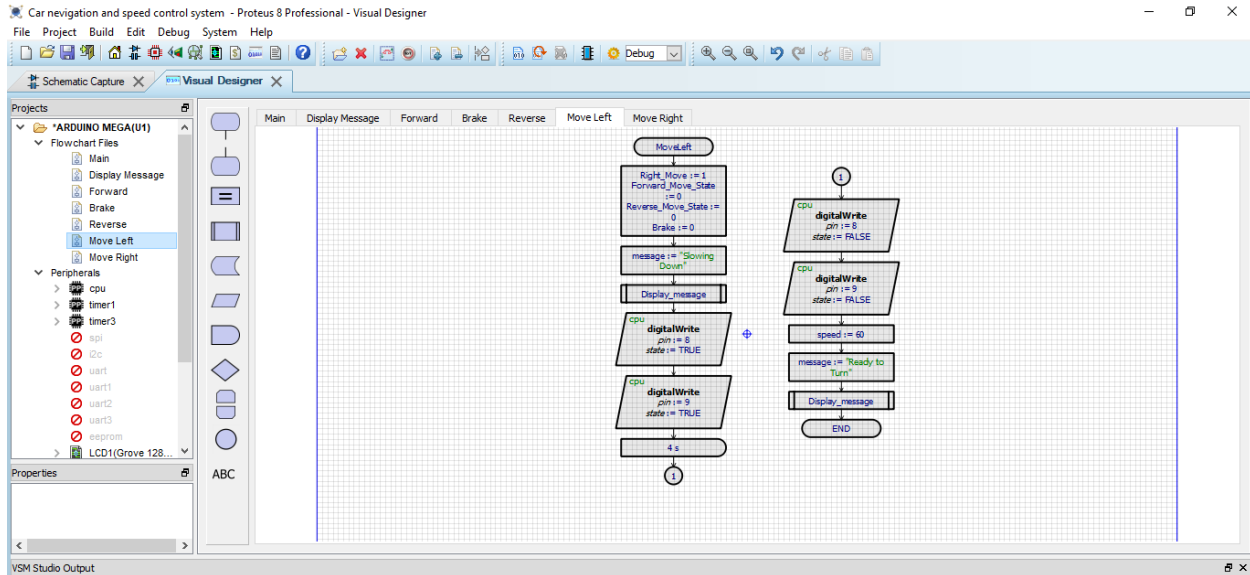 Car nevigation and speed control system - Proteus 8 Professional - Visual Designer
File Project Build Edit Debug System Help
Debug
Schematic Capture
Visual Designer
Projects
*ARDUINO MEGA(U1)
Flowchart Files
Main
Display Message
Forward
Brake
Reverse
Move Left
Move Right
Peripherals
cpu
timer1
timer3
spi
i2c
uart
uart1
uart2
uart3
eeprom
LCD1(Grove 128...
Properties
ABC
Main Display Message Forward Brake Reverse Move Left Move Right
MoveLeft
Right_Move := 1
Forward_Move_State
:= 0
Reverse_Move_State :=
0
Brake := 0
message := "Slowing
Down"
Display_message
cpu
digitalWrite
pin := 8
state := TRUE
cpu
digitalWrite
pin := 9
state := TRUE
4 s
1
1
cpu
digitalWrite
pin := 8
state := FALSE
cpu
digitalWrite
pin := 9
state := FALSE
speed := 60
message := "Ready to
Turn"
Display_message
END
VSM Studio Output